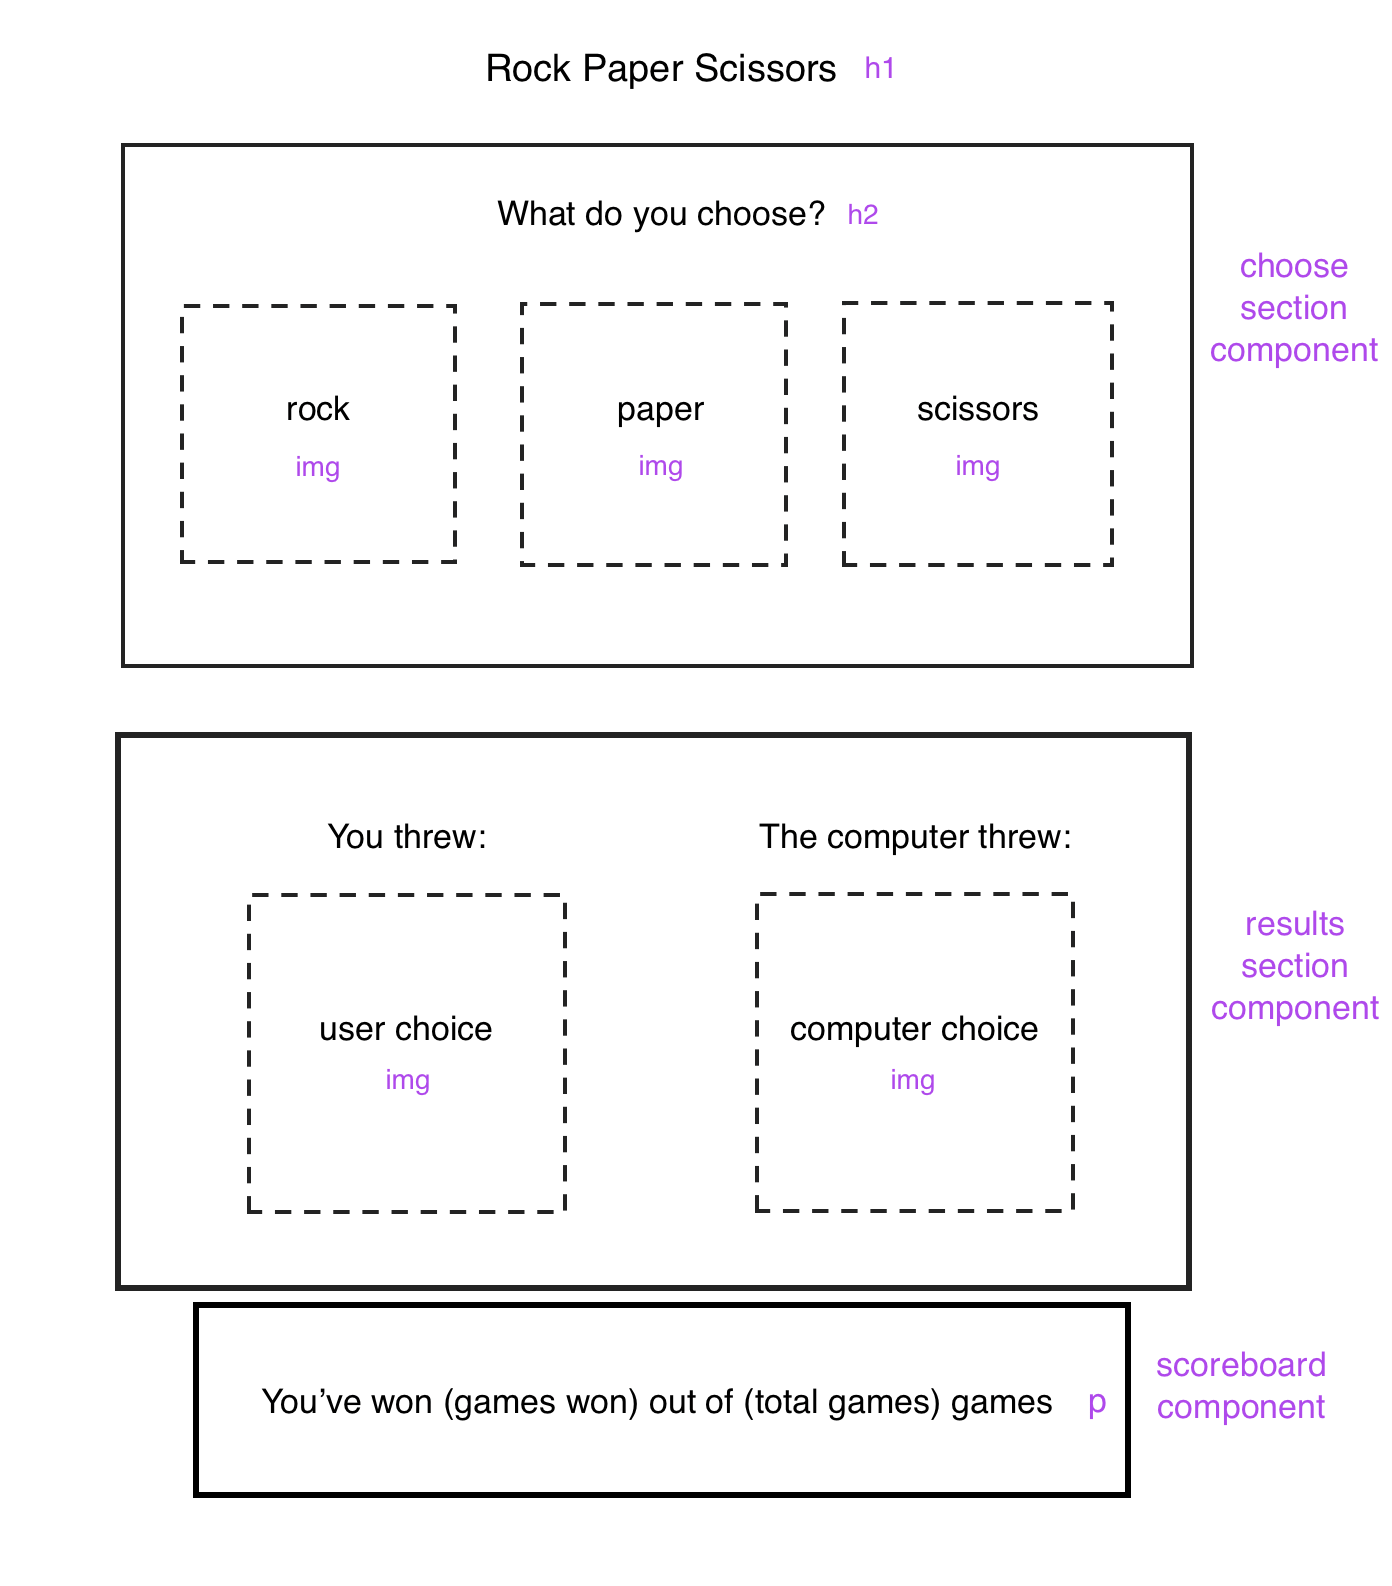 Rock Paper Scissors h1
What do you choose? h2
choose
section
component
rock
img
paper
img
scissors
img
You threw:
The computer threw:
user choice
img
computer choice
img
results
section
component
You’ve won (games won) out of (total games) games p
scoreboard
component